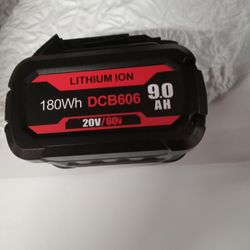 LITHIUM ION
180Wh DCB606
9.0
AH
20V/60V